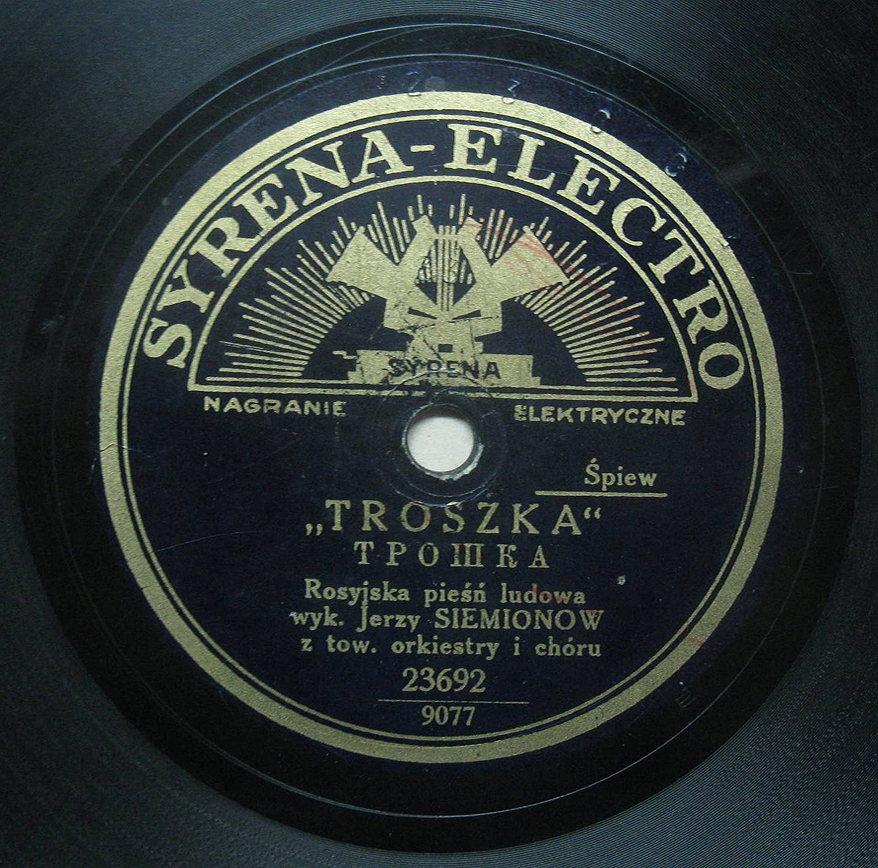 SYRENA-ELECTRO
SYRENA
NAGRANIE ELEKTRYCZNE
Śpiew
„TROSZKA“
ТРОШКА
Rosyjska pieśń ludowa
wyk. Jerzy SIEMIONOW
z tow. orkiestry i chóru
23692
9077